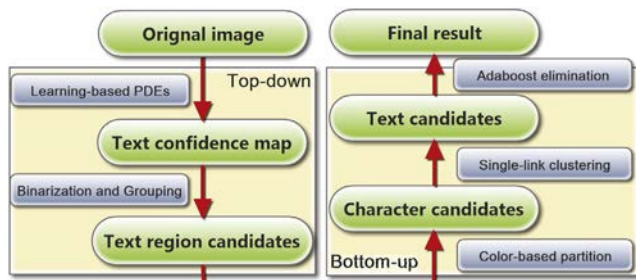 Orignal image
Top-down
Learning-based PDEs
Text confidence map
Binarization and Grouping
Text region candidates
Final result
Adaboost elimination
Text candidates
Single-link clustering
Character candidates
Bottom-up
Color-based partition